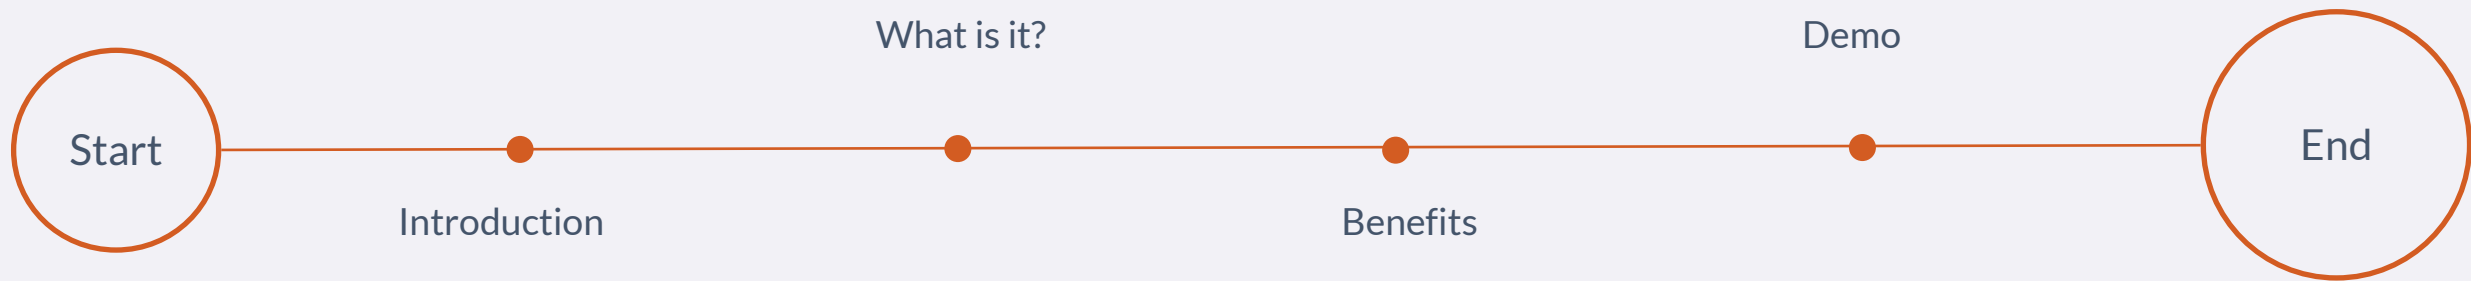 Start
Introduction
What is it?
Benefits
Demo
End